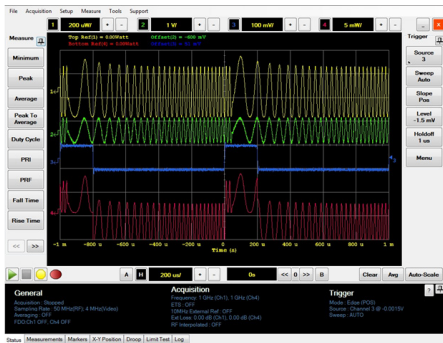 File Acquisition Setup Measure Tools Support
1 200 uW/ + - 2 1 V/ + - 3 100 mV/ + - 4 5 mW/ + -
Measure
Minimum
Peak
Average
Peak To
Average
Duty Cycle
PRI
PRF
Fall Time
Rise Time
<< >>
Top Ref(1) = 0.00Watt Offset(2) = -400 mV
Trigger
Source
3
Sweep
Auto
Slope
Pos
Level
-1.5 mV
Holdoff
1 us
Menu
-1 m -800 u -600 u -400 u -200 u 0 200 u 400 u 600 u 800 u 1 m
Time (s)
A H 200 us/ + - 0s << 0 >> B Clear Avg Auto-Scale
General
Acquisition : Stopped
Sampling Rate : 50 MHz(RF) 4 MHz(Video)
Averaging : OFF
FDO:Ch1 OFF, Ch4 OFF
Acquisition
Frequency: 1 GHz (Ch1), 1 GHz (Ch4)
ETS : OFF
10MHz External Ref : OFF
Ext Loss: 0.00 dB (Ch1), 0.00 dB (Ch4)
RF Interpolated : OFF
Trigger
Mode : Edge (POS)
Source : Channel 3 @ -0.0015V
Sweep : AUTO
?
Status Measurements Markers X-Y Position Droop Limit Test Log